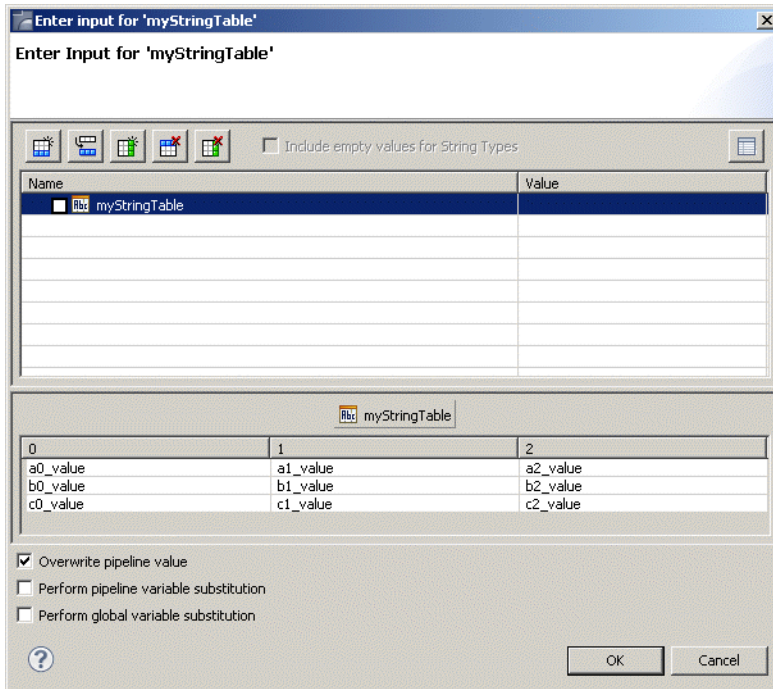 Enter input for 'myStringTable'
Enter Input for 'myStringTable'
Include empty values for String Types
Name Value
Abc myStringTable
Abc myStringTable
0 1 2
a0_value a1_value a2_value
b0_value b1_value b2_value
c0_value c1_value c2_value
Overwrite pipeline value
Perform pipeline variable substitution
Perform global variable substitution
? OK Cancel